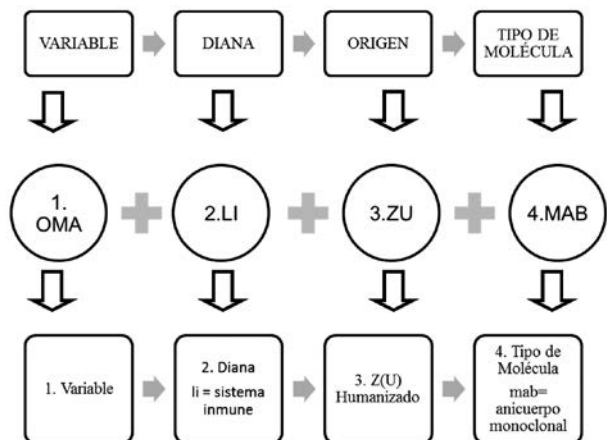 VARIABLE
DIANA
ORIGEN
TIPO DE
MOLÉCULA
1.
OMA
2.LI
3.ZU
4.MAB
1. Variable
2. Diana
li = sistema
inmune
3. Z(U)
Humanizado
4. Tipo de
Molécula
mab=
anicuerpo
monoclonal